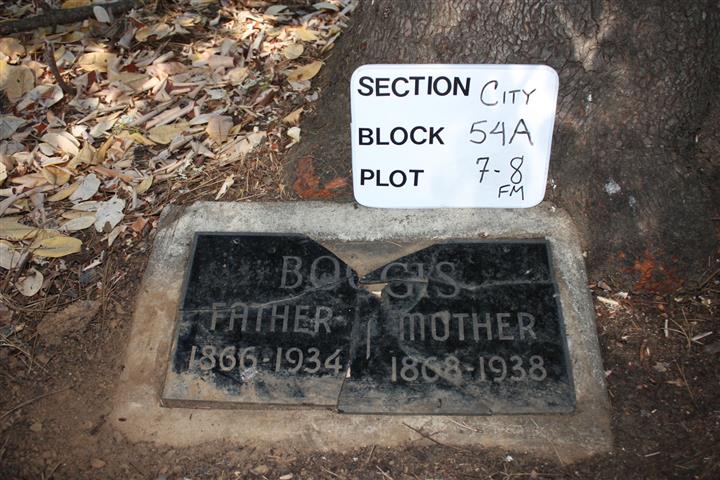 SECTION CITY
BLOCK 54A
PLOT 7-8
FM
BOGGIS
FATHER MOTHER
1866-1934 1868-1938